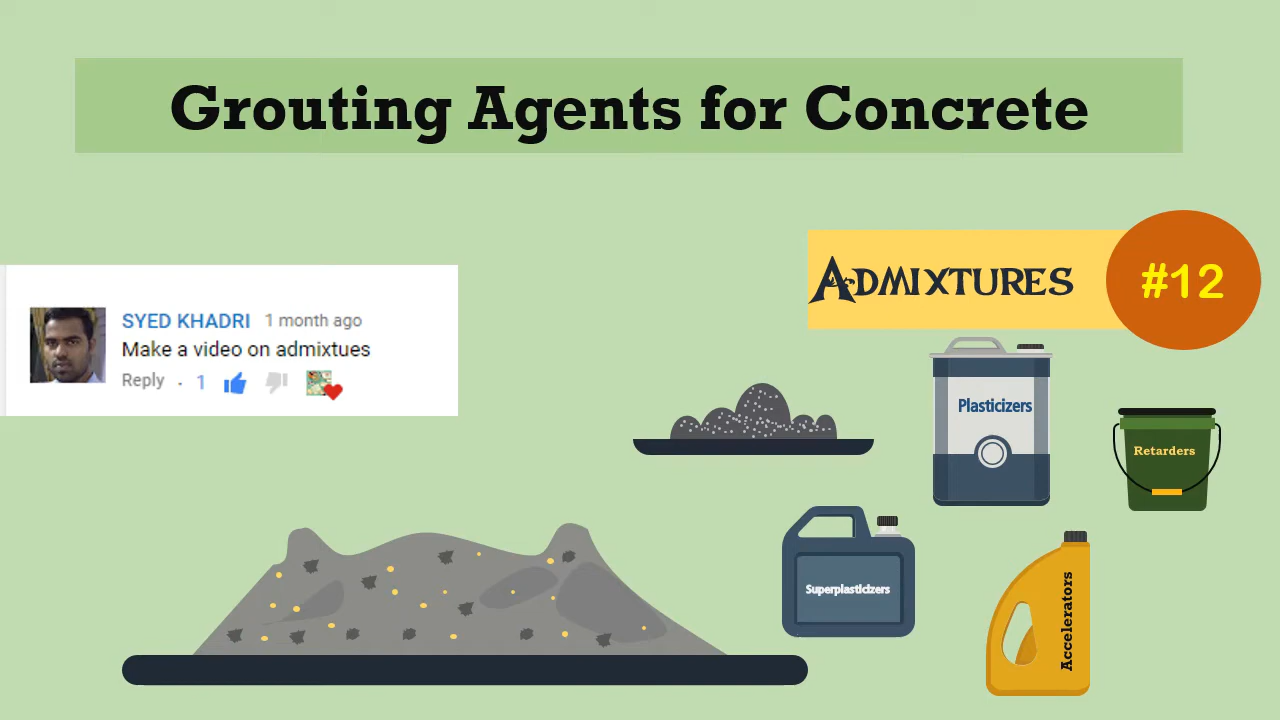 Grouting Agents for Concrete
ADMIXTURES
#12
SYED KHADRI 1 month ago
Make a video on admixtues
Reply · 1
Plasticizers
Retarders
Superplasticizers
Accelerators